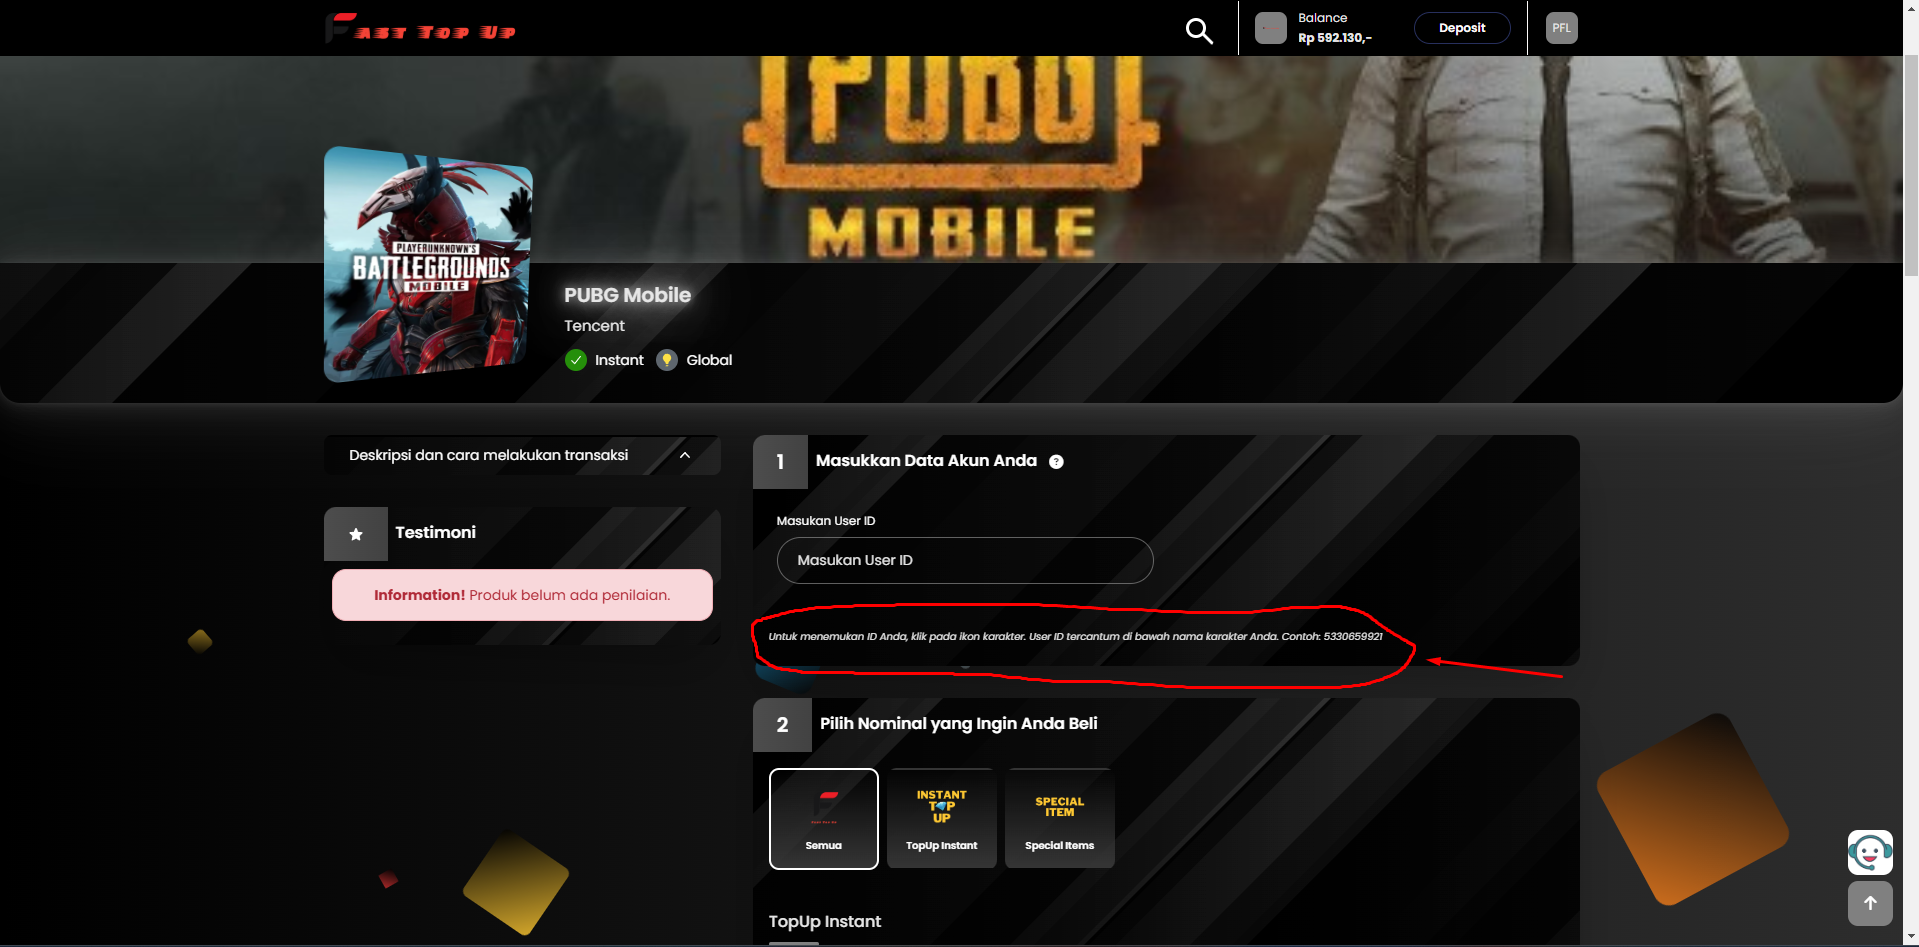 FAST TOP UP
Balance
Rp 592.130,-
Deposit
PFL
PUBG
MOBILE
PLAYERUNKNOWN'S
BATTLEGROUNDS
MOBILE
PUBG Mobile
Tencent
Instant
Global
Deskripsi dan cara melakukan transaksi
Testimoni
Information! Produk belum ada penilaian.
1
Masukkan Data Akun Anda
?
Masukan User ID
Masukan User ID
Untuk menemukan ID Anda, klik pada ikon karakter. User ID tercantum di bawah nama karakter Anda. Contoh: 5330659921
2
Pilih Nominal yang Ingin Anda Beli
Semua
INSTANT
TOP
UP
TopUp Instant
SPECIAL
ITEM
Special Items
TopUp Instant